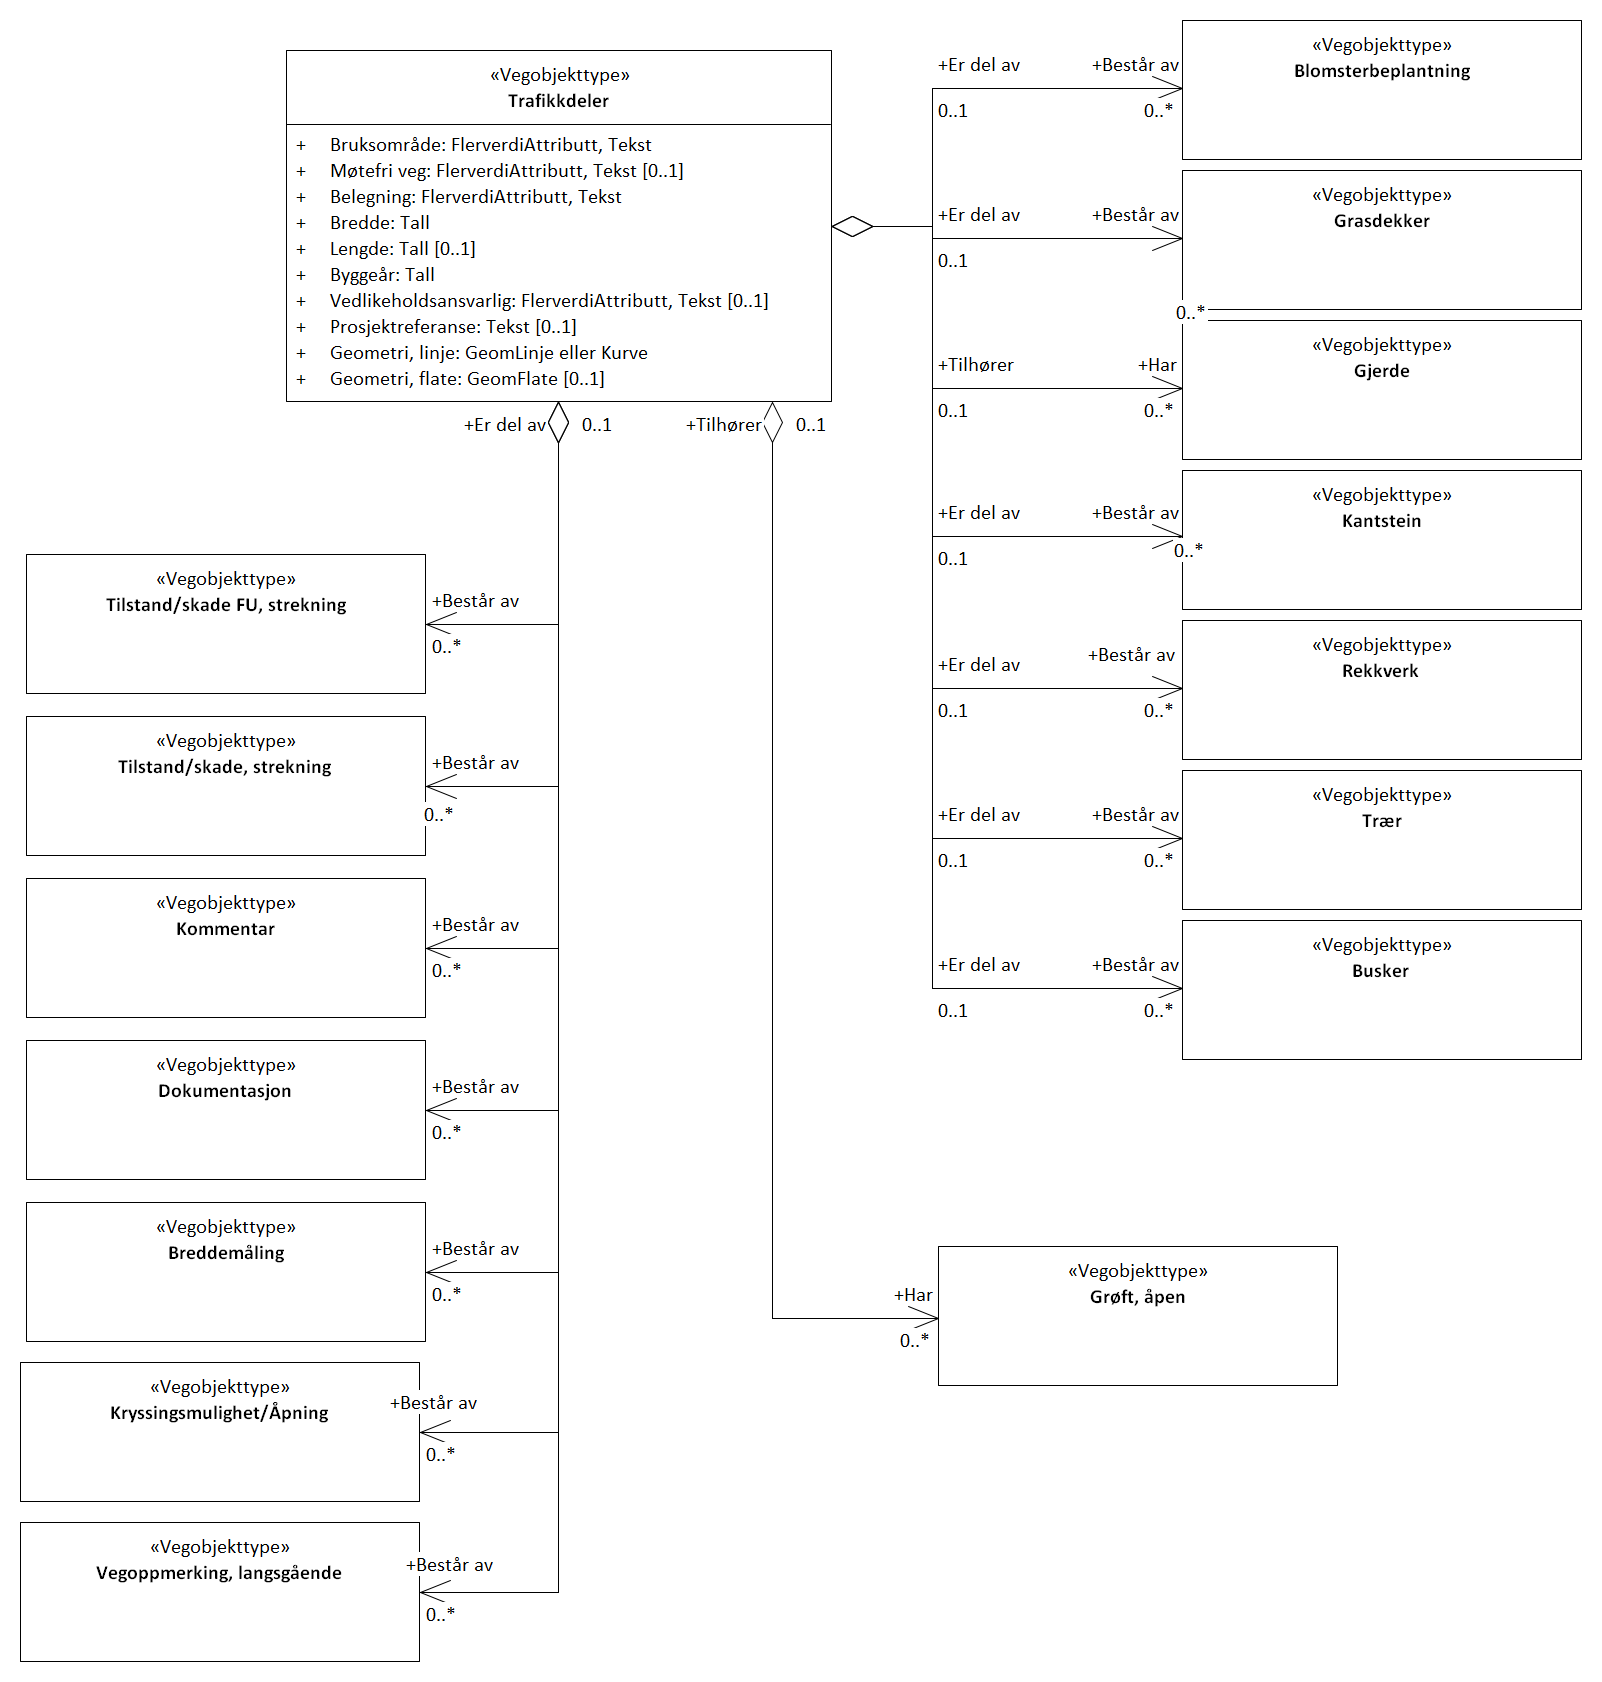 «Vegobjekttype»
Trafikkdeler
+ Bruksområde: FlerverdiAttributt, Tekst
+ Møtefri veg: FlerverdiAttributt, Tekst [0..1]
+ Belegning: FlerverdiAttributt, Tekst
+ Bredde: Tall
+ Lengde: Tall [0..1]
+ Byggeår: Tall
+ Vedlikeholdsansvarlig: FlerverdiAttributt, Tekst [0..1]
+ Prosjektreferanse: Tekst [0..1]
+ Geometri, linje: GeomLinje eller Kurve
+ Geometri, flate: GeomFlate [0..1]
+Er del av 0..1
+Tilhører 0..1
+Er del av +Består av
0..1 0..*
«Vegobjekttype»
Blomsterbeplantning
+Er del av +Består av
0..1 0..*
«Vegobjekttype»
Grasdekker
+Tilhører +Har
0..1 0..*
«Vegobjekttype»
Gjerde
+Er del av +Består av
0..1 0..*
«Vegobjekttype»
Kantstein
+Er del av +Består av
0..1 0..*
«Vegobjekttype»
Rekkverk
+Er del av +Består av
0..1 0..*
«Vegobjekttype»
Trær
+Er del av +Består av
0..1 0..*
«Vegobjekttype»
Busker
«Vegobjekttype»
Tilstand/skade FU, strekning
+Består av
0..*
«Vegobjekttype»
Tilstand/skade, strekning
+Består av
0..*
«Vegobjekttype»
Kommentar
+Består av
0..*
«Vegobjekttype»
Dokumentasjon
+Består av
0..*
«Vegobjekttype»
Breddemåling
+Består av
0..*
«Vegobjekttype»
Kryssingsmulighet/Åpning
+Består av
0..*
«Vegobjekttype»
Vegoppmerking, langsgående
+Består av
0..*
+Har
0..*
«Vegobjekttype»
Grøft, åpen